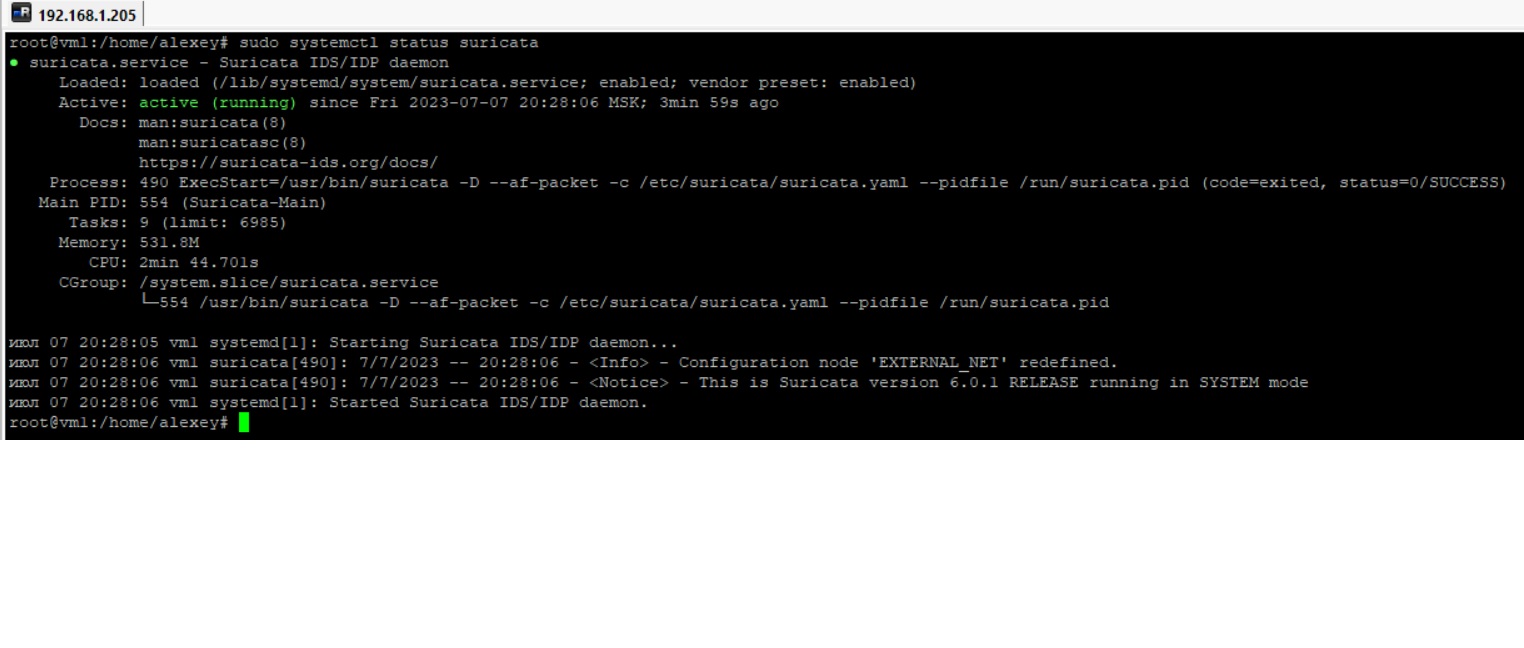 192.168.1.205
root@vm1:/home/alexey# sudo systemctl status suricata
● suricata.service - Suricata IDS/IDP daemon
Loaded: loaded (/lib/systemd/system/suricata.service; enabled; vendor preset: enabled)
Active: active (running) since Fri 2023-07-07 20:28:06 MSK; 3min 59s ago
Docs: man:suricata(8)
man:suricatasc(8)
https://suricata-ids.org/docs/
Process: 490 ExecStart=/usr/bin/suricata -D --af-packet -c /etc/suricata/suricata.yaml --pidfile /run/suricata.pid (code=exited, status=0/SUCCESS)
Main PID: 554 (Suricata-Main)
Tasks: 9 (limit: 6985)
Memory: 531.8M
CPU: 2min 44.701s
CGroup: /system.slice/suricata.service
└─554 /usr/bin/suricata -D --af-packet -c /etc/suricata/suricata.yaml --pidfile /run/suricata.pid
июл 07 20:28:05 vm1 systemd[1]: Starting Suricata IDS/IDP daemon...
июл 07 20:28:06 vm1 suricata[490]: 7/7/2023 -- 20:28:06 - <Info> - Configuration node 'EXTERNAL_NET' redefined.
июл 07 20:28:06 vm1 suricata[490]: 7/7/2023 -- 20:28:06 - <Notice> - This is Suricata version 6.0.1 RELEASE running in SYSTEM mode
июл 07 20:28:06 vm1 systemd[1]: Started Suricata IDS/IDP daemon.
root@vm1:/home/alexey#